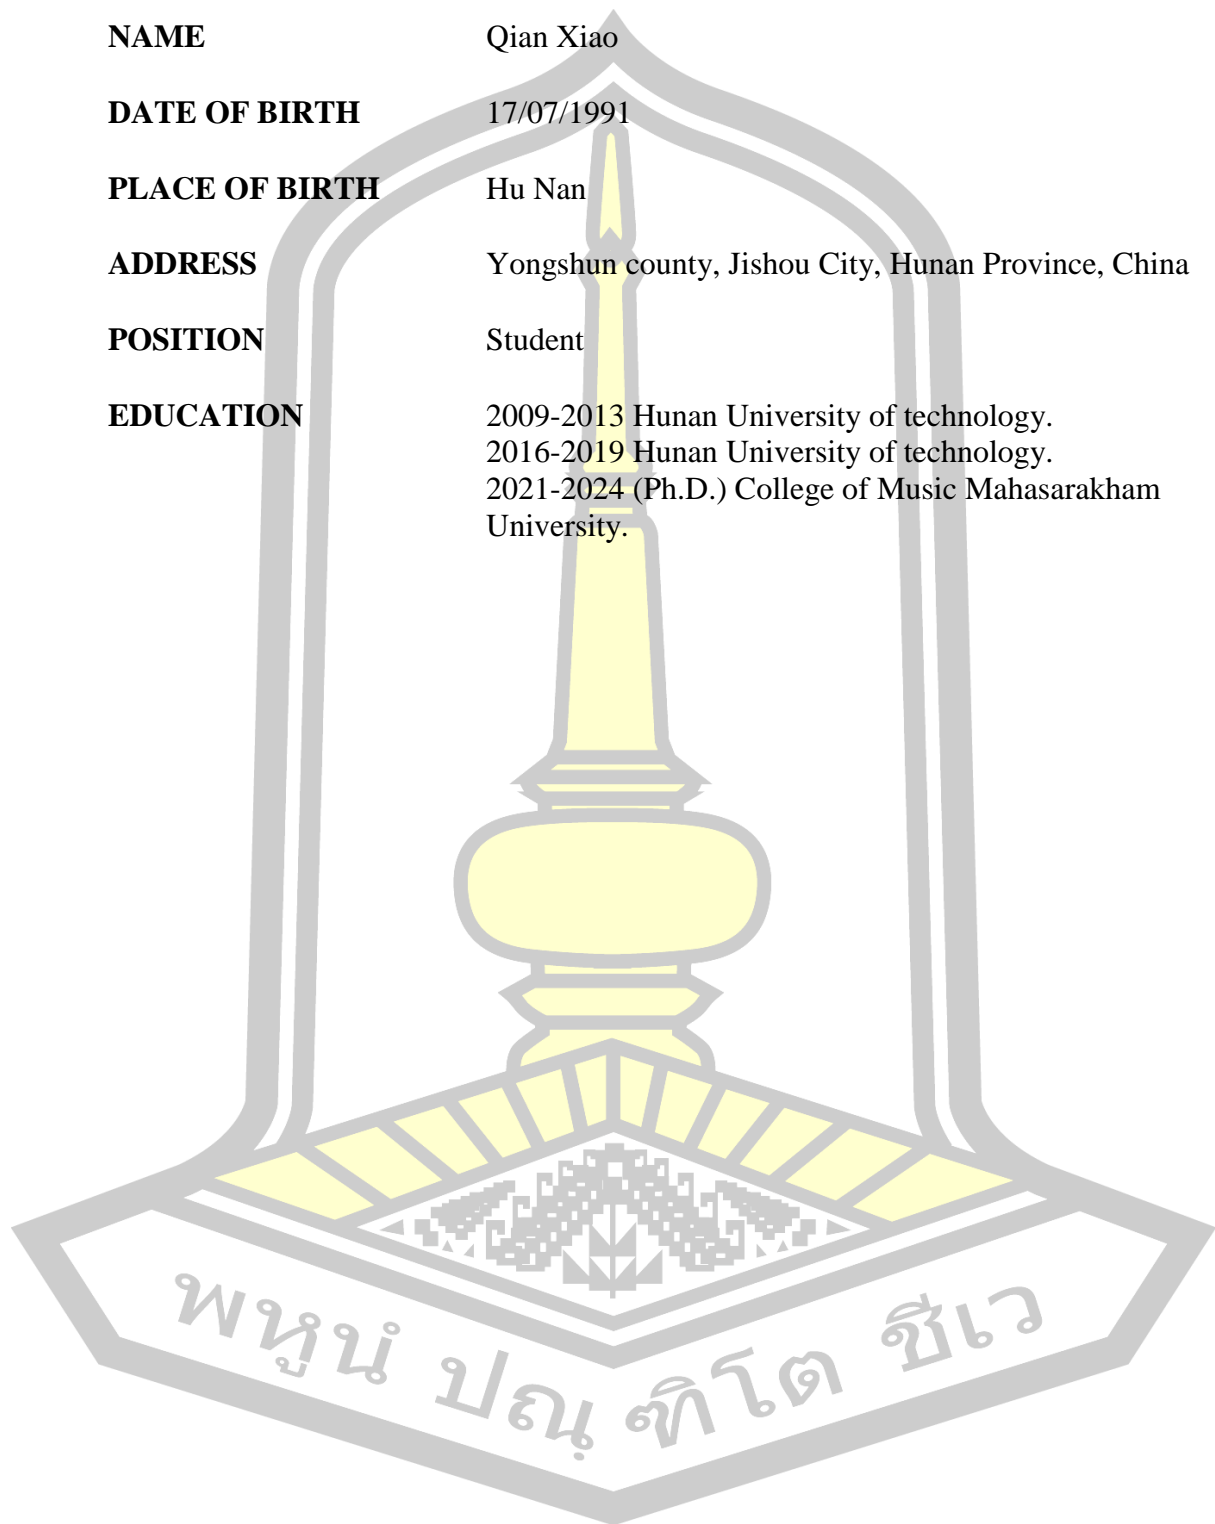 NAME Qian Xiao
DATE OF BIRTH 17/07/1991
PLACE OF BIRTH Hu Nan
ADDRESS Yongshun county, Jishou City, Hunan Province, China
POSITION Student
EDUCATION 2009-2013 Hunan University of technology.
2016-2019 Hunan University of technology.
2021-2024 (Ph.D.) College of Music Mahasarakham
University.
พหูนํ ปณฺฑิโต ชีเว